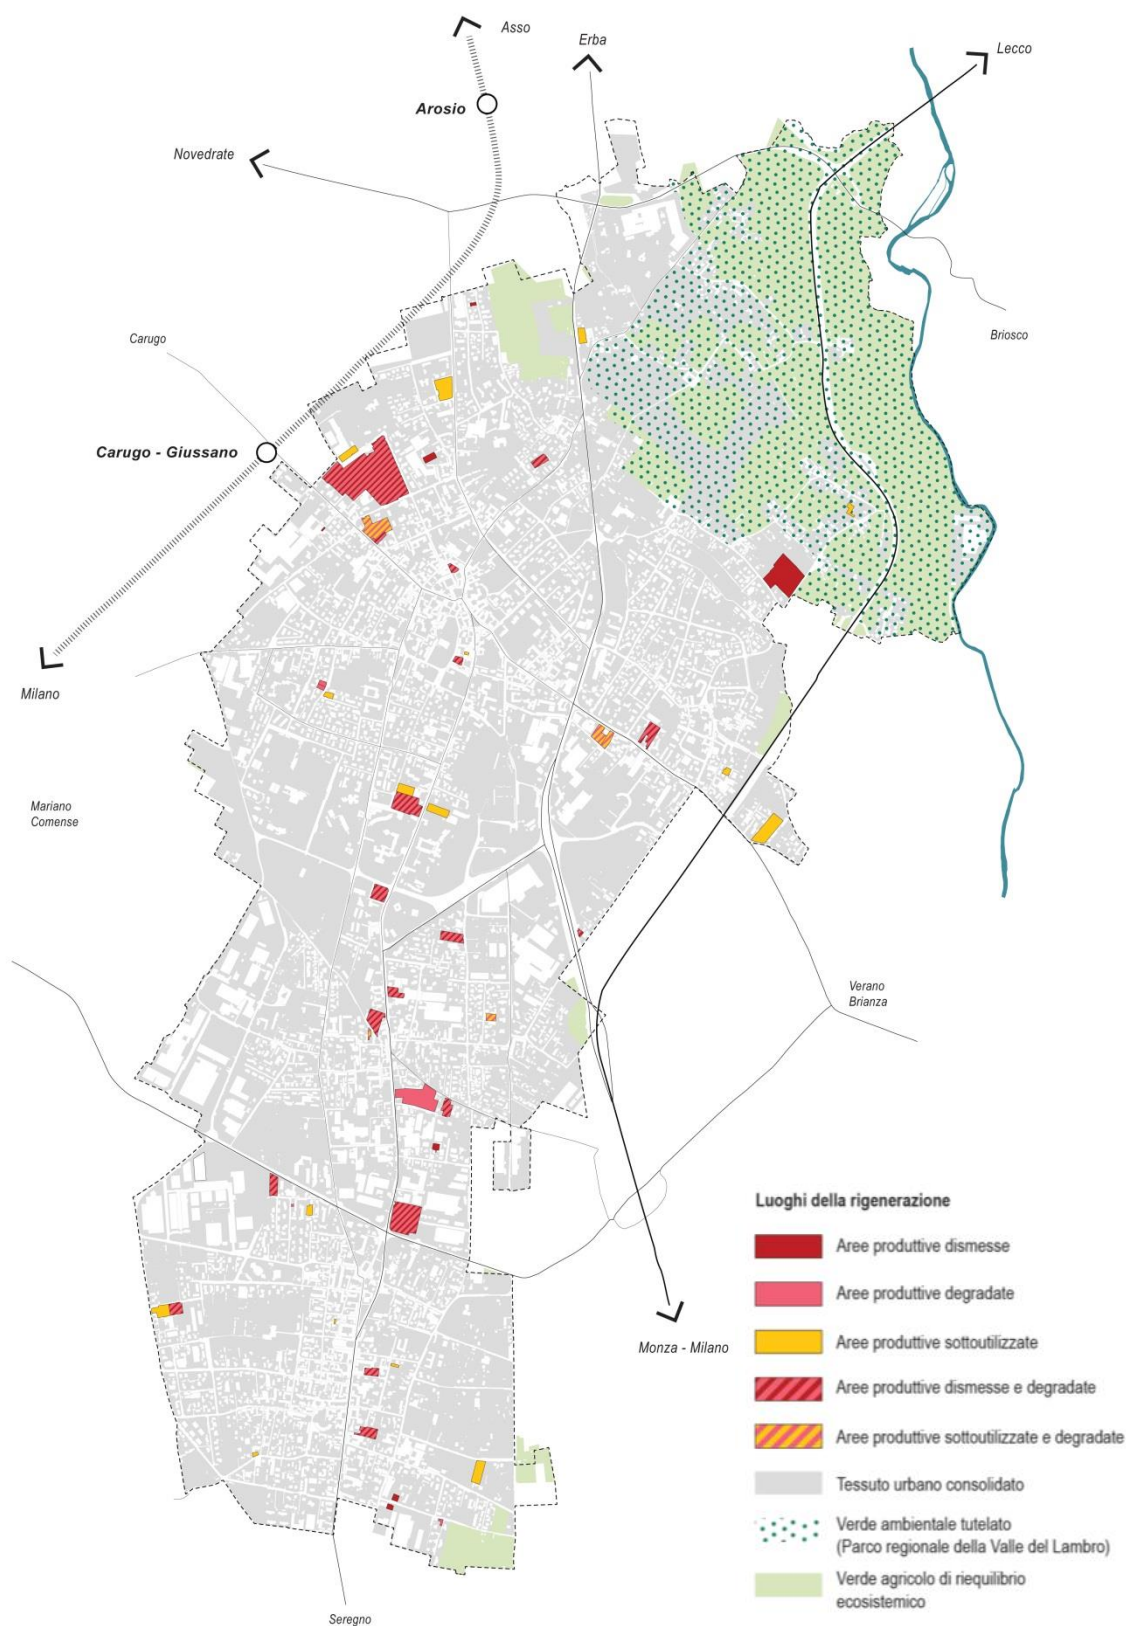 Asso
Erba
Lecco
Arosio
Novedrate
Carugo
Briosco
Carugo - Giussano
Milano
Mariano
Comense
Verano
Brianza
Monza - Milano
Seregno
Luoghi della rigenerazione
Aree produttive dismesse
Aree produttive degradate
Aree produttive sottoutilizzate
Aree produttive dismesse e degradate
Aree produttive sottoutilizzate e degradate
Tessuto urbano consolidato
Verde ambientale tutelato
(Parco regionale della Valle del Lambro)
Verde agricolo di riequilibrio
ecosistemico